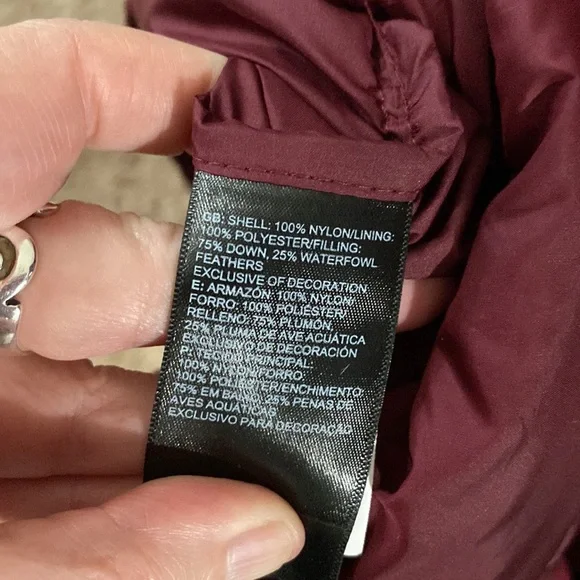 GB: SHELL: 100% NYLON/LINING:
100% POLYESTER/FILLING:
75% DOWN, 25% WATERFOWL
FEATHERS
EXCLUSIVE OF DECORATION
E: ARMAZÓN: 100% NYLON/
FORRO: 100% POLIÉSTER/
RELLENO: 75% PLUMÓN,
25% PLUMA DE AVE ACUÁTICA
EXCLUSIVO DE DECORACIÓN
P: TECIDO PRINCIPAL:
100% NYLON/FORRO:
100% POLIÉSTER/ENCHIMENTO:
75% EM BAIXO, 25% PENAS DE
AVES AQUÁTICAS
EXCLUSIVO PARA DECORAÇÃO